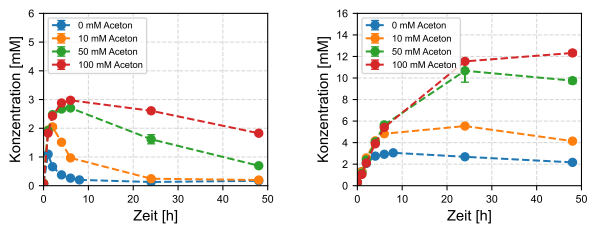 Konzentration [mM]
6
5
4
3
2
1
0
0 mM Aceton
10 mM Aceton
50 mM Aceton
100 mM Aceton
0 10 20 30 40 50
Zeit [h]
Konzentration [mM]
16
14
12
10
8
6
4
2
0
0 mM Aceton
10 mM Aceton
50 mM Aceton
100 mM Aceton
0 10 20 30 40 50
Zeit [h]